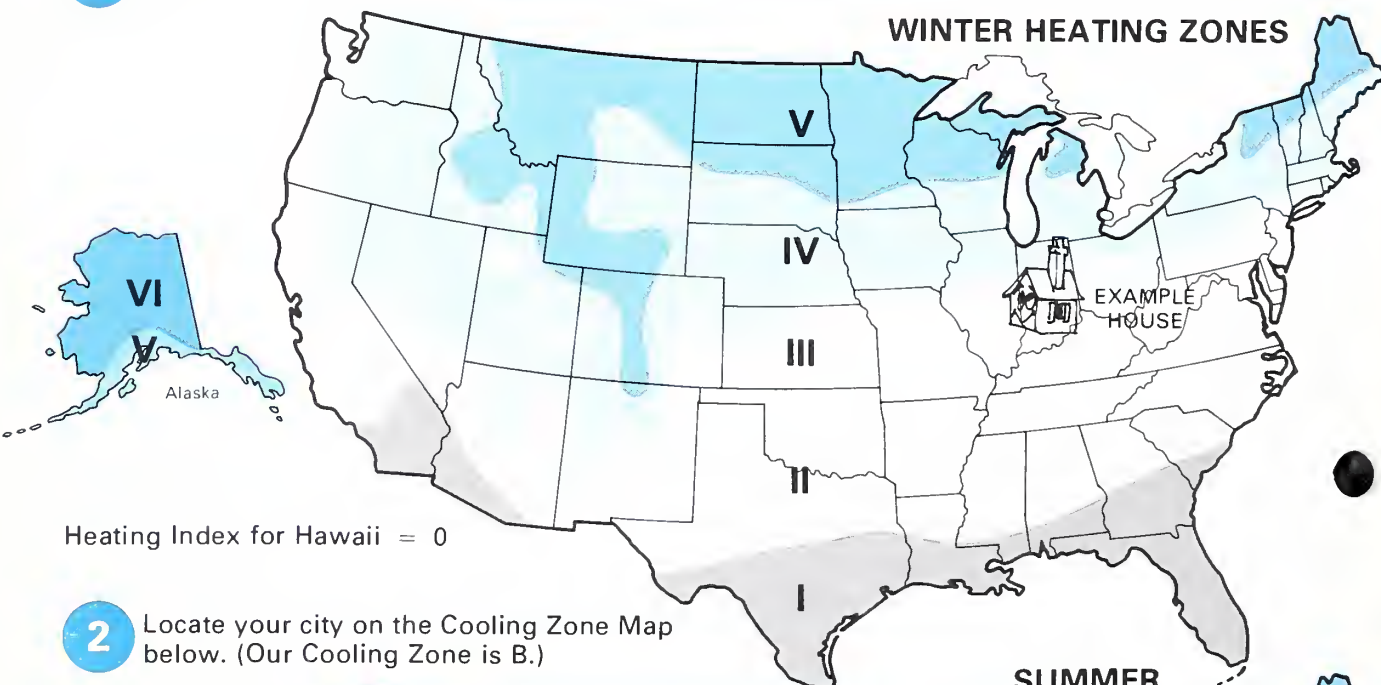 WINTER HEATING ZONES
V
IV
VI
V
EXAMPLE
HOUSE
III
Alaska
II
Heating Index for Hawaii = 0
I
2 Locate your city on the Cooling Zone Map
below. (Our Cooling Zone is B.)
SUMMER